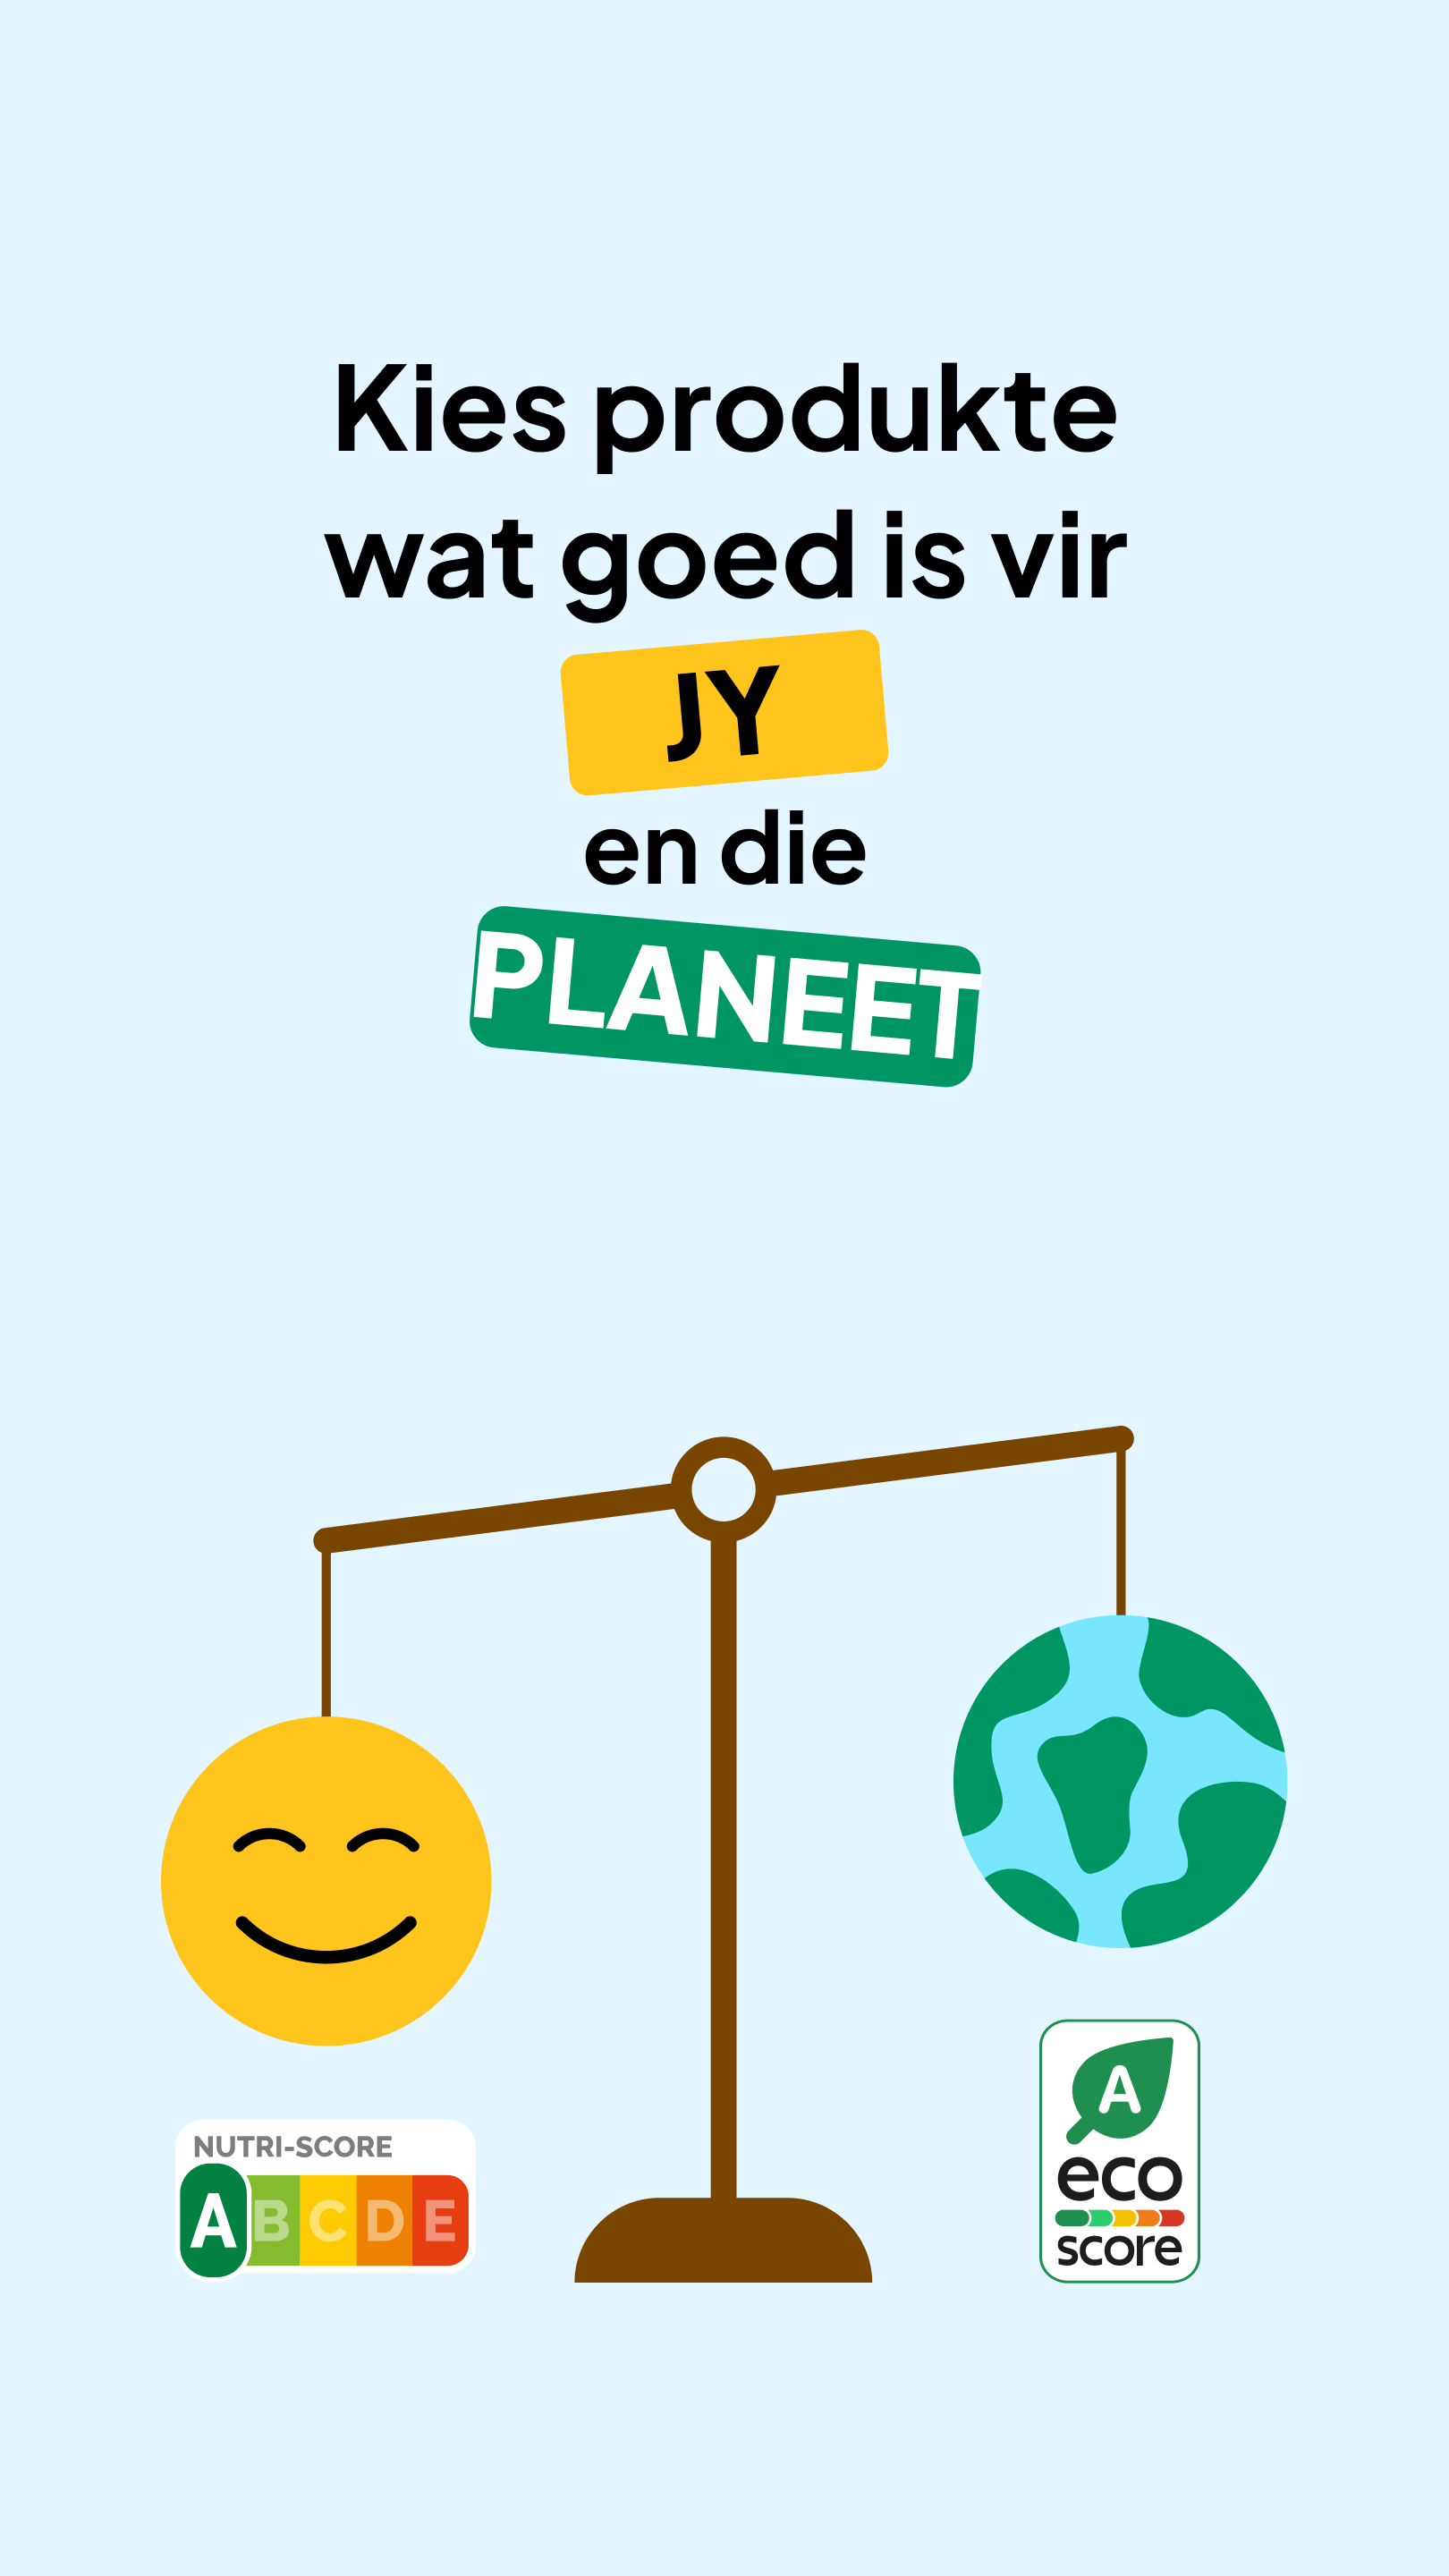 Kies produkte
wat goed is vir
JY
en die
PLANEET
NUTRI-SCORE
A B C D E
A
eco
score